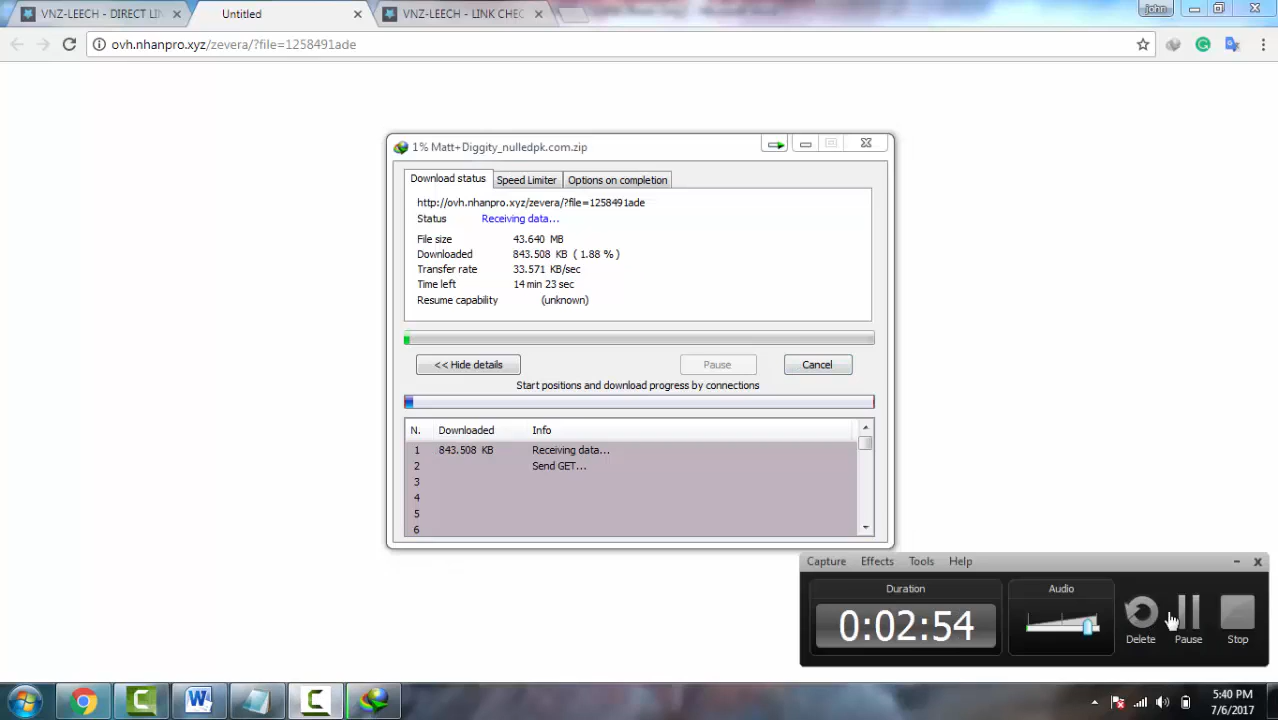 VNZ-LEECH - DIRECT LIN
Untitled
VNZ-LEECH - LINK CHEC
john
ovh.nhanpro.xyz/zevera/?file=1258491ade
1% Matt+Diggity_nulledpk.com.zip
Download status
Speed Limiter
Options on completion
http://ovh.nhanpro.xyz/zevera/?file=1258491ade
Status Receiving data...
File size 43.640 MB
Downloaded 843.508 KB ( 1.88 % )
Transfer rate 33.571 KB/sec
Time left 14 min 23 sec
Resume capability (unknown)
<< Hide details
Pause
Cancel
Start positions and download progress by connections
N. Downloaded Info
1 843.508 KB Receiving data...
2 Send GET...
3
4
5
6
Capture Effects Tools Help
Duration
Audio
0:02:54
Delete
Pause
Stop
5:40 PM
7/6/2017